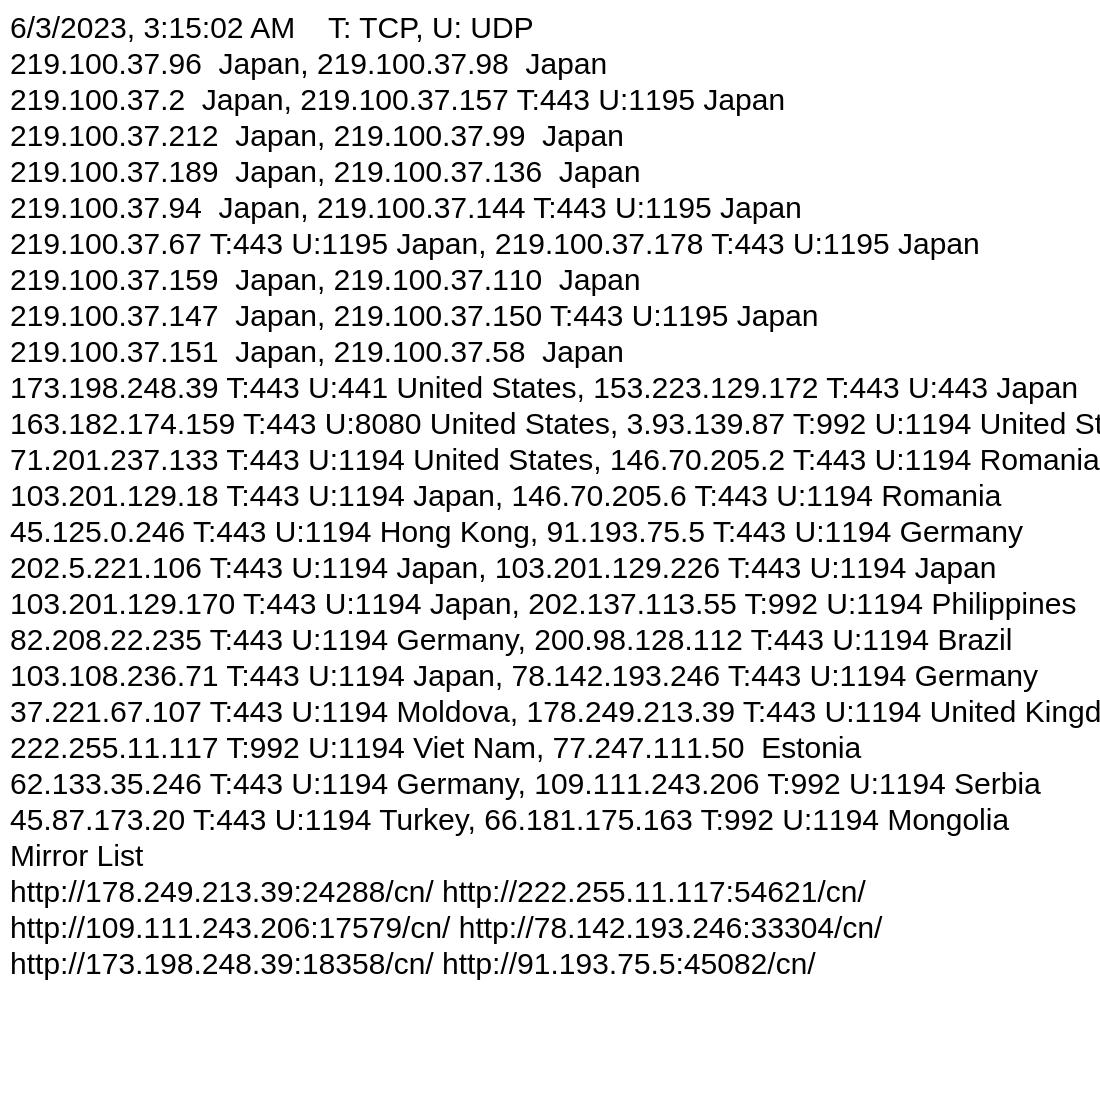 6/3/2023, 3:15:02 AM    T: TCP, U: UDP
219.100.37.96  Japan, 219.100.37.98  Japan
219.100.37.2  Japan, 219.100.37.157 T:443 U:1195 Japan
219.100.37.212  Japan, 219.100.37.99  Japan
219.100.37.189  Japan, 219.100.37.136  Japan
219.100.37.94  Japan, 219.100.37.144 T:443 U:1195 Japan
219.100.37.67 T:443 U:1195 Japan, 219.100.37.178 T:443 U:1195 Japan
219.100.37.159  Japan, 219.100.37.110  Japan
219.100.37.147  Japan, 219.100.37.150 T:443 U:1195 Japan
219.100.37.151  Japan, 219.100.37.58  Japan
173.198.248.39 T:443 U:441 United States, 153.223.129.172 T:443 U:443 Japan
163.182.174.159 T:443 U:8080 United States, 3.93.139.87 T:992 U:1194 United St
71.201.237.133 T:443 U:1194 United States, 146.70.205.2 T:443 U:1194 Romania
103.201.129.18 T:443 U:1194 Japan, 146.70.205.6 T:443 U:1194 Romania
45.125.0.246 T:443 U:1194 Hong Kong, 91.193.75.5 T:443 U:1194 Germany
202.5.221.106 T:443 U:1194 Japan, 103.201.129.226 T:443 U:1194 Japan
103.201.129.170 T:443 U:1194 Japan, 202.137.113.55 T:992 U:1194 Philippines
82.208.22.235 T:443 U:1194 Germany, 200.98.128.112 T:443 U:1194 Brazil
103.108.236.71 T:443 U:1194 Japan, 78.142.193.246 T:443 U:1194 Germany
37.221.67.107 T:443 U:1194 Moldova, 178.249.213.39 T:443 U:1194 United Kingd
222.255.11.117 T:992 U:1194 Viet Nam, 77.247.111.50  Estonia
62.133.35.246 T:443 U:1194 Germany, 109.111.243.206 T:992 U:1194 Serbia
45.87.173.20 T:443 U:1194 Turkey, 66.181.175.163 T:992 U:1194 Mongolia
Mirror List
http://178.249.213.39:24288/cn/ http://222.255.11.117:54621/cn/
http://109.111.243.206:17579/cn/ http://78.142.193.246:33304/cn/
http://173.198.248.39:18358/cn/ http://91.193.75.5:45082/cn/